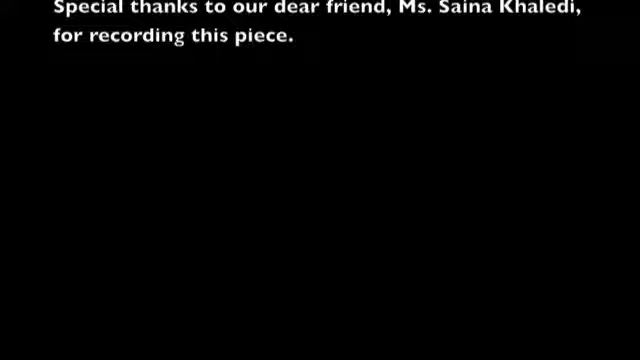 Special thanks to our dear friend, Ms. Saina Khaledi,
for recording this piece.